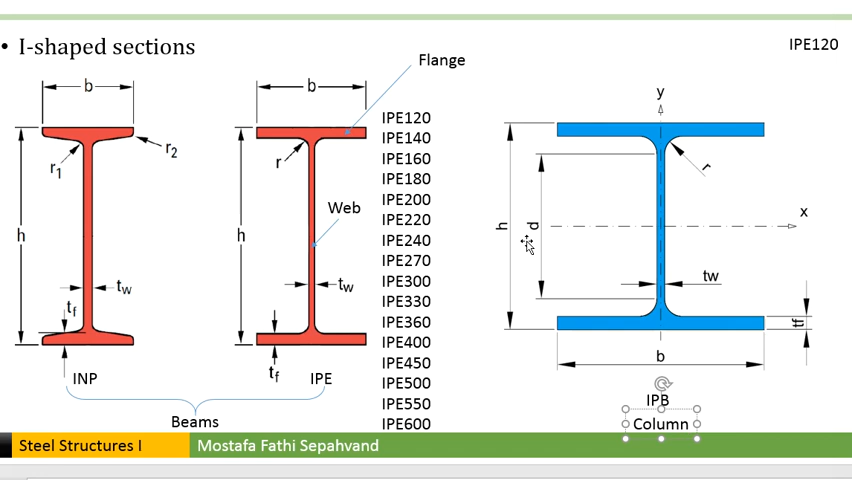 • I-shaped sections
IPE120
Flange
b
b
r1
r2
h
tw
tf
INP
r
Web
h
tw
tf
IPE
Beams
IPE120
IPE140
IPE160
IPE180
IPE200
IPE220
IPE240
IPE270
IPE300
IPE330
IPE360
IPE400
IPE450
IPE500
IPE550
IPE600
y
r
x
h
d
tw
tf
b
IPB
Column
Steel Structures I
Mostafa Fathi Sepahvand